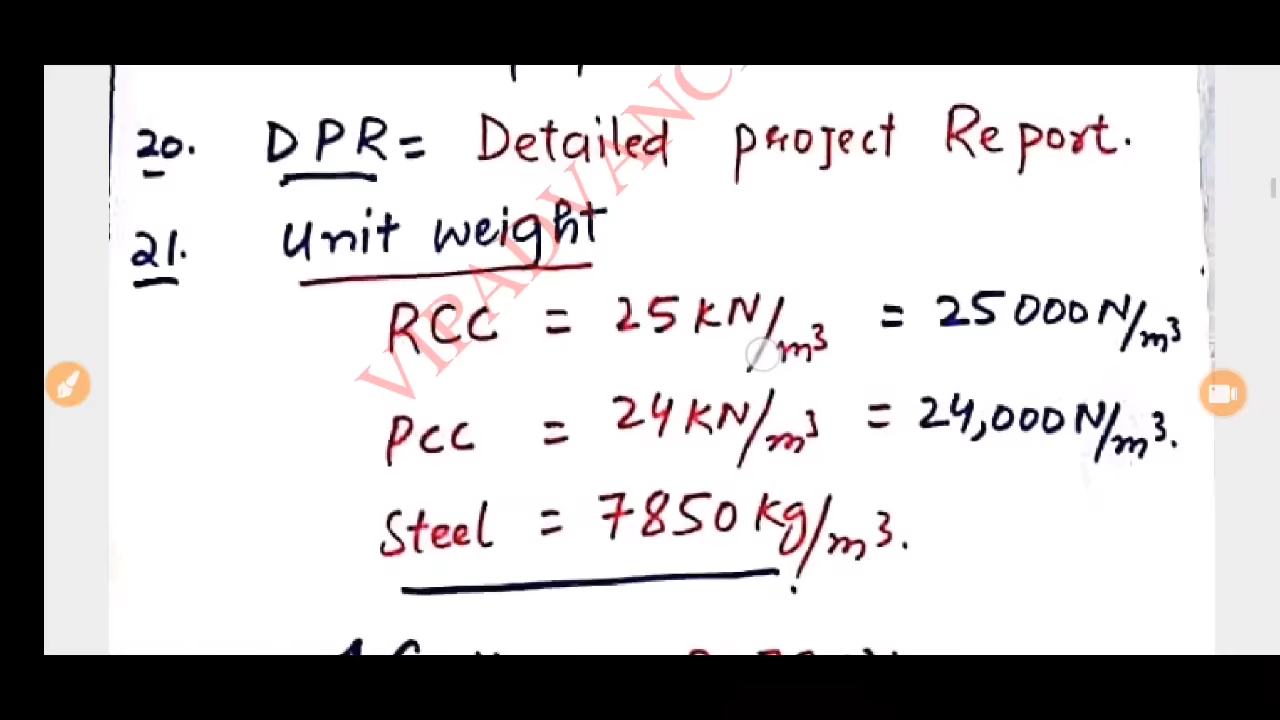 20. DPR = Detailed project Report.
21. Unit weight
RCC = 25 KN/m³ = 25000 N/m³
PCC = 24 KN/m³ = 24,000 N/m³.
Steel = 7850 kg/m³.
VIPADVANC